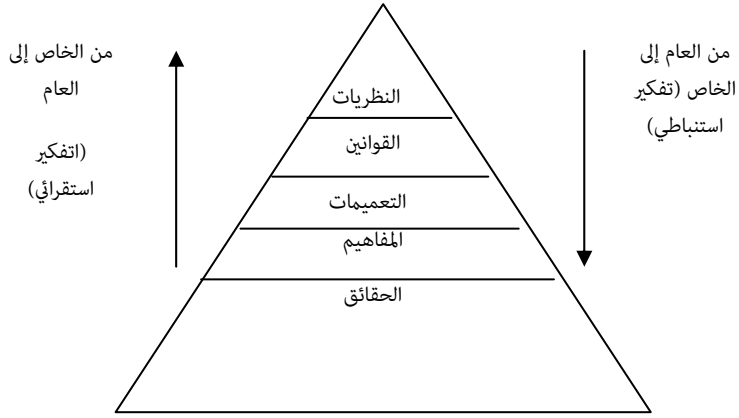 من العام إلى
الخاص (تفكير
استنباطي)
من الخاص إلى
العام
(اتفكير
استقرائي)
النظريات
القوانين
التعميمات
المفاهيم
الحقائق